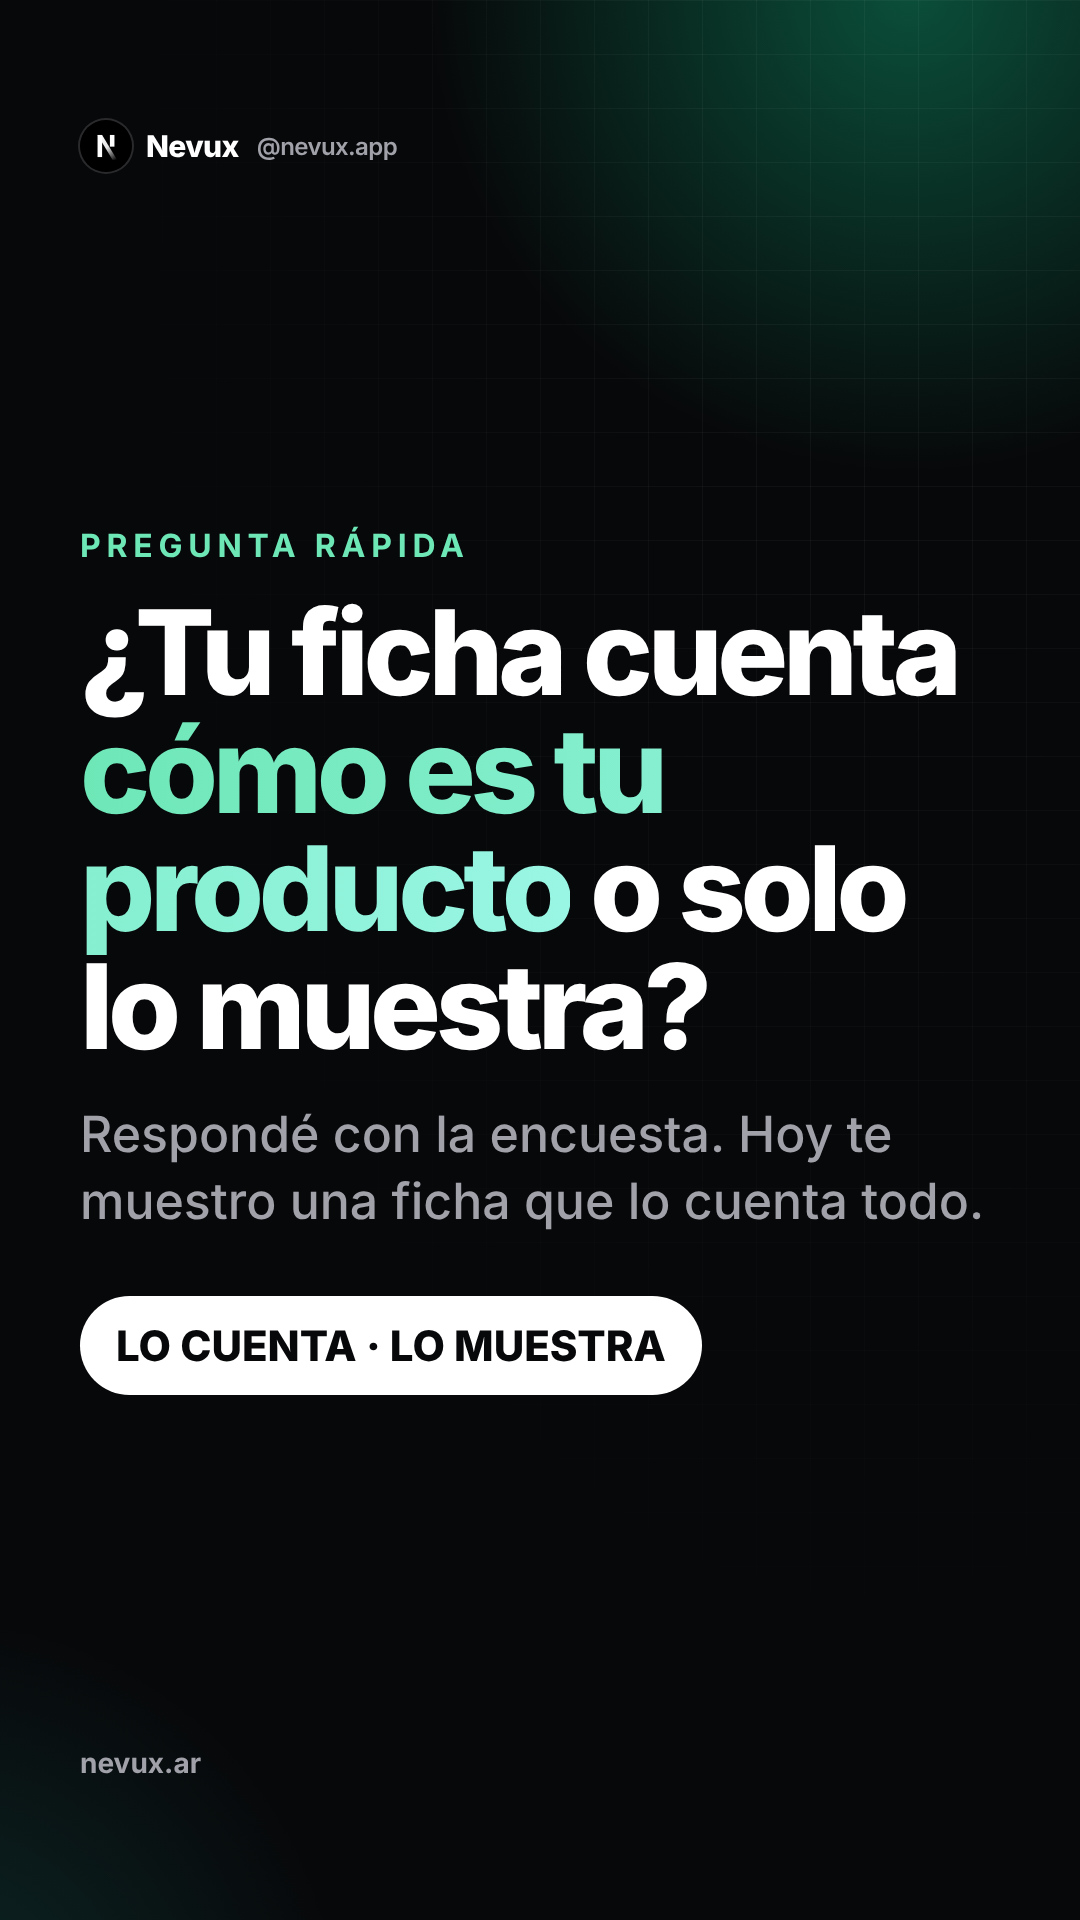 N Nevux @nevux.app
PREGUNTA RÁPIDA
¿Tu ficha cuenta
cómo es tu
producto o solo
lo muestra?
Respondé con la encuesta. Hoy te
muestro una ficha que lo cuenta todo.
LO CUENTA · LO MUESTRA
nevux.ar